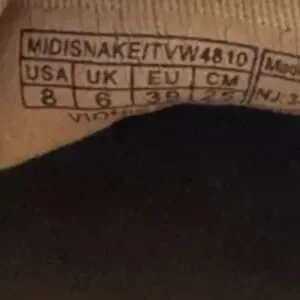 MIDISNAKE/TVW4810
USA UK EU CM
8 6 39 25